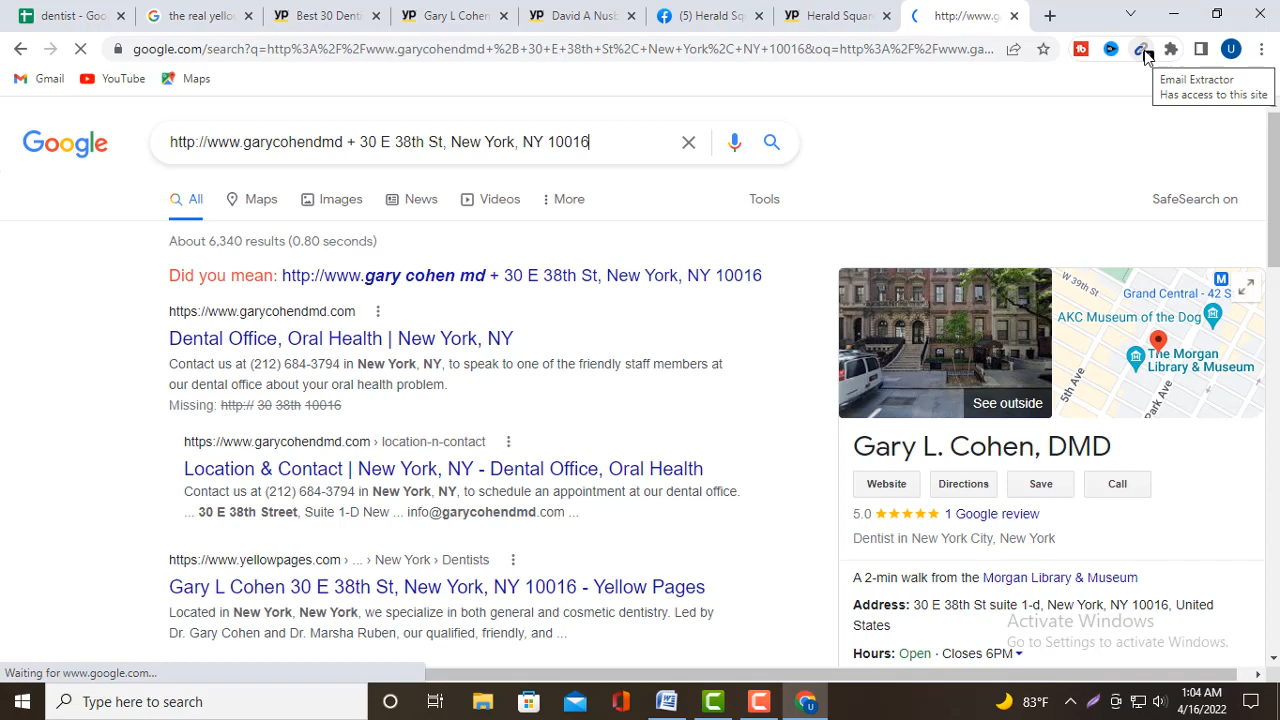 dentist - Goo
the real yellow
Best 30 Denti
Gary L Cohen
David A Nusb
(5) Herald Squ
Herald Square
http://www.g
google.com/search?q=http%3A%2F%2Fwww.garycohendmd+%2B+30+E+38th+St%2C+New+York%2C+NY+10016&oq=http%3A%2F%2Fwww.ga...
U
Gmail
YouTube
Maps
Email Extractor
Has access to this site
Google
http://www.garycohendmd + 30 E 38th St, New York, NY 10016
All
Maps
Images
News
Videos
More
Tools
SafeSearch on
About 6,340 results (0.80 seconds)
Did you mean: http://www.gary cohen md + 30 E 38th St, New York, NY 10016
https://www.garycohendmd.com
Dental Office, Oral Health | New York, NY
Contact us at (212) 684-3794 in New York, NY, to speak to one of the friendly staff members at
our dental office about your oral health problem.
Missing: http:// 30 38th 10016
https://www.garycohendmd.com › location-n-contact
Location & Contact | New York, NY - Dental Office, Oral Health
Contact us at (212) 684-3794 in New York, NY, to schedule an appointment at our dental office.
... 30 E 38th Street, Suite 1-D New ... info@garycohendmd.com ...
https://www.yellowpages.com › ... › New York › Dentists
Gary L Cohen 30 E 38th St, New York, NY 10016 - Yellow Pages
Located in New York, New York, we specialize in both general and cosmetic dentistry. Led by
Dr. Gary Cohen and Dr. Marsha Ruben, our qualified, friendly, and ...
See outside
W 39th St
M
Grand Central - 42 S
AKC Museum of the Dog
The Morgan
Library & Museum
5th Ave
Park Ave
Gary L. Cohen, DMD
Website
Directions
Save
Call
5.0 ★★★★★ 1 Google review
Dentist in New York City, New York
A 2-min walk from the Morgan Library & Museum
Address: 30 E 38th St suite 1-d, New York, NY 10016, United
States
Hours: Open · Closes 6PM
Activate Windows
Go to Settings to activate Windows.
Waiting for www.google.com...
Type here to search
83°F
1:04 AM
4/16/2022